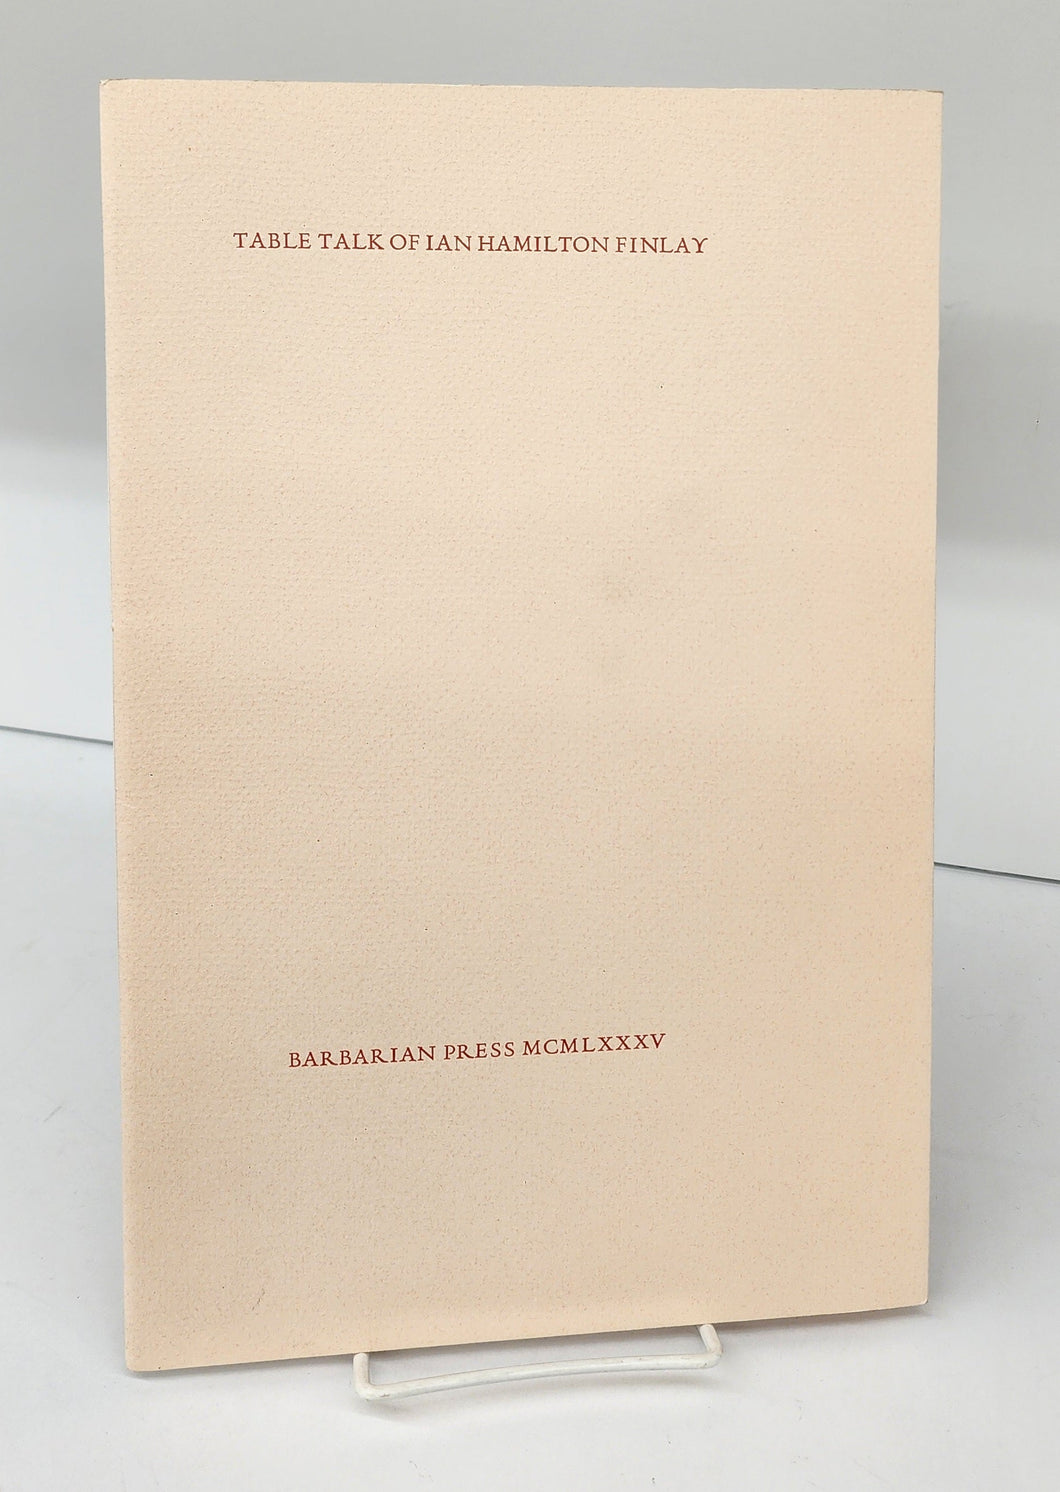 TABLE TALK OF IAN HAMILTON FINLAY
BARBARIAN PRESS MCMLXXXV